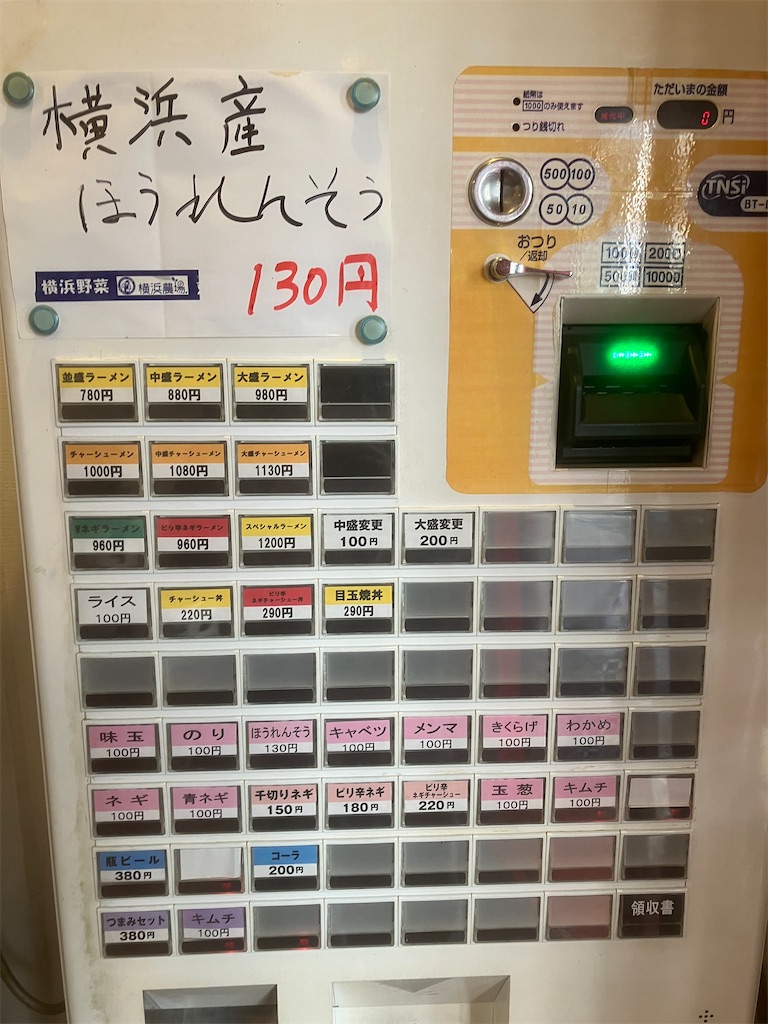 横浜産
ほうれんそう
130円
横浜野菜 横浜農場
紙幣は
1000のみ使えます
つり銭切れ
発売中
ただいまの金額
0円
500 100
50 10
TNSi
おつり
/返却
1000 2000
5000 10000
並盛ラーメン 中盛ラーメン 大盛ラーメン
780円 880円 980円
チャーシューメン 中盛チャーシューメン 大盛チャーシューメン
1000円 1080円 1130円
ネギラーメン ピリ辛ネギラーメン スペシャルラーメン 中盛変更 大盛変更
960円 960円 1200円 100円 200円
ライス チャーシュー丼 ピリ辛ネギチャーシュー丼 目玉焼丼
100円 220円 290円 290円
味玉 のり ほうれんそう キャベツ メンマ きくらげ わかめ
100円 100円 130円 100円 100円 100円 100円
ネギ 青ネギ 千切りネギ ピリ辛ネギ ピリ辛ネギチャーシュー 玉葱 キムチ
100円 100円 150円 180円 220円 100円 100円
瓶ビール コーラ
380円 200円
つまみセット キムチ 領収書
380円 100円